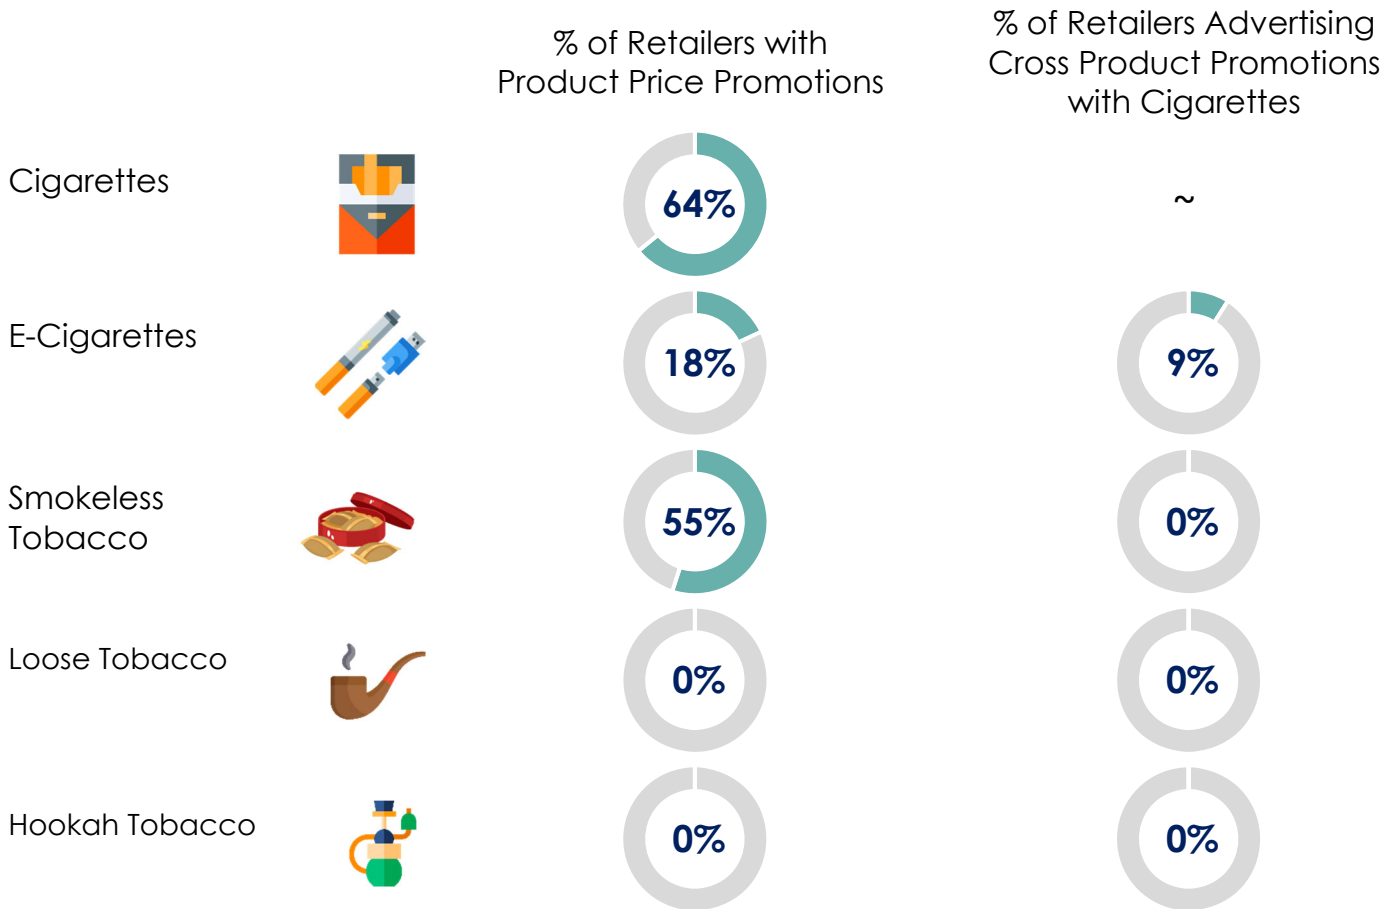 % of Retailers with
Product Price Promotions
% of Retailers Advertising
Cross Product Promotions
with Cigarettes
Cigarettes
64%
~
E-Cigarettes
18%
9%
Smokeless
Tobacco
55%
0%
Loose Tobacco
0%
0%
Hookah Tobacco
0%
0%